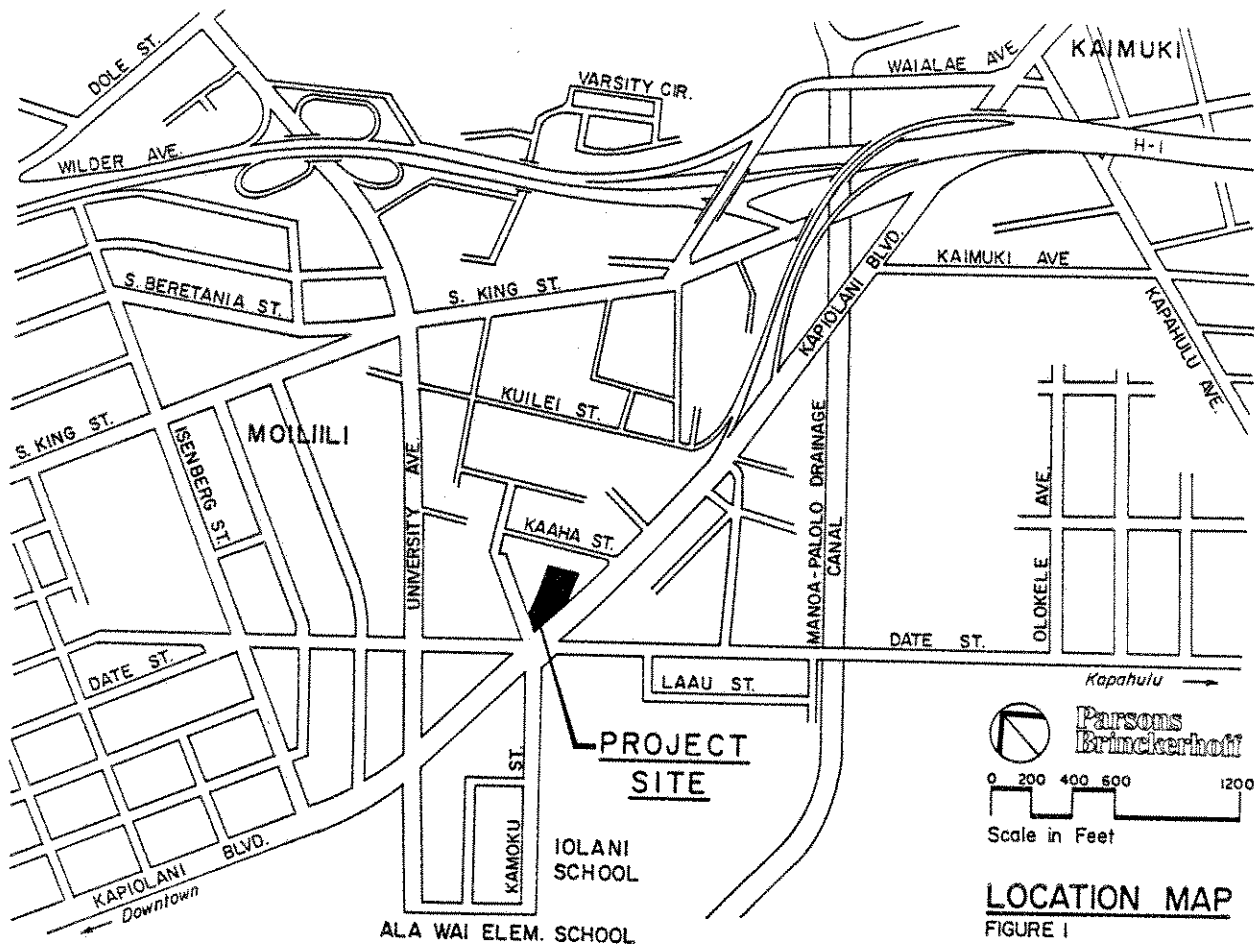 DOLE ST.
WAIALAE AVE.
KAIMUKI
VARSITY CIR.
WILDER AVE.
H-1
S. BERETANIA ST.
S. KING ST.
KAPIOLANI BLVD.
KAIMUKI AVE
KAPAHULU AVE.
KUILEI ST.
S. KING ST.
MOILIILI
ISENBERG ST.
UNIVERSITY AVE.
MANOA-PALOLO DRAINAGE
CANAL
OLOKELE AVE.
KAAHA ST.
DATE ST.
DATE ST.
Kapahulu
LAAU ST.
PROJECT
SITE
Parsons
Brinckerhoff
0 200 400 600 1200
Scale in Feet
KAMOKU ST.
IOLANI
SCHOOL
KAPIOLANI BLVD.
Downtown
ALA WAI ELEM. SCHOOL
LOCATION MAP
FIGURE 1